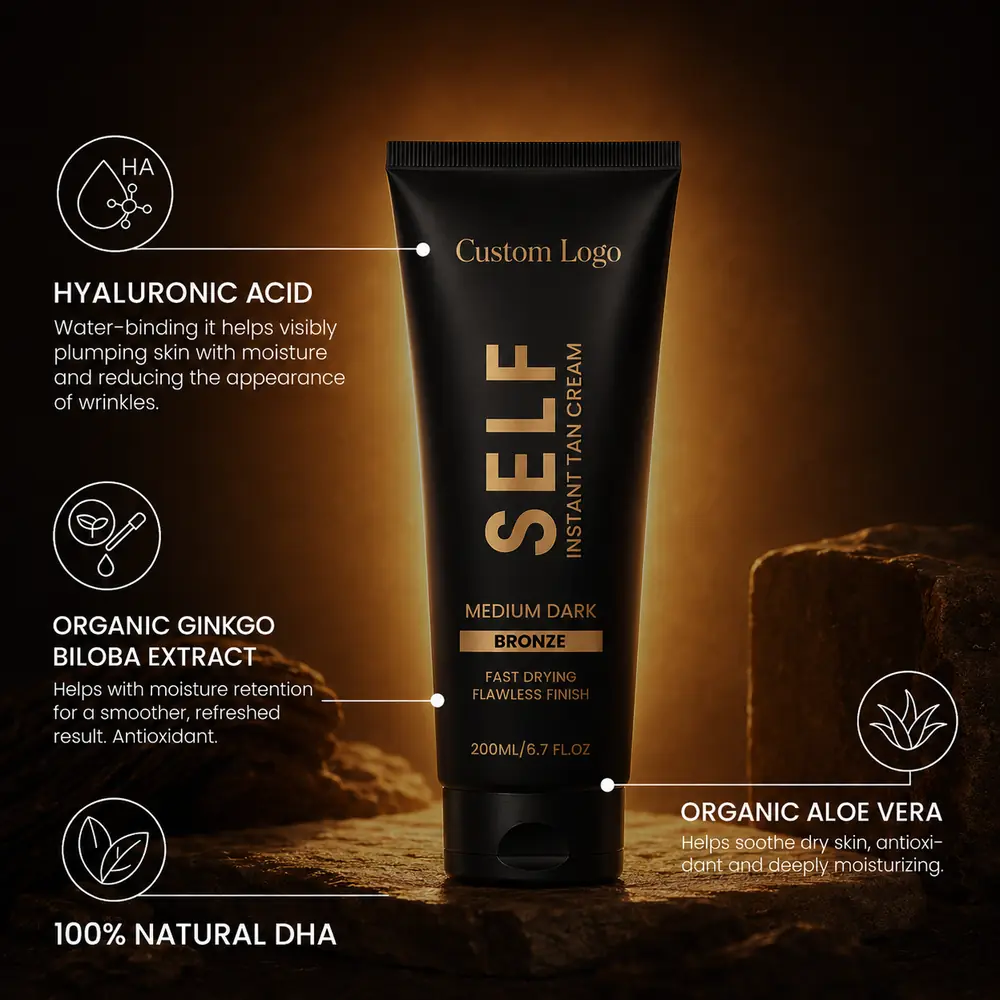 HA
HYALURONIC ACID
Water-binding it helps visibly
plumping skin with moisture
and reducing the appearance
of wrinkles.
ORGANIC GINKGO
BILOBA EXTRACT
Helps with moisture retention
for a smoother, refreshed
result. Antioxidant.
100% NATURAL DHA
Custom Logo
SELF
INSTANT TAN CREAM
MEDIUM DARK
BRONZE
FAST DRYING
FLAWLESS FINISH
200ML/6.7 FL.OZ
ORGANIC ALOE VERA
Helps soothe dry skin, antioxi-
dant and deeply moisturizing.